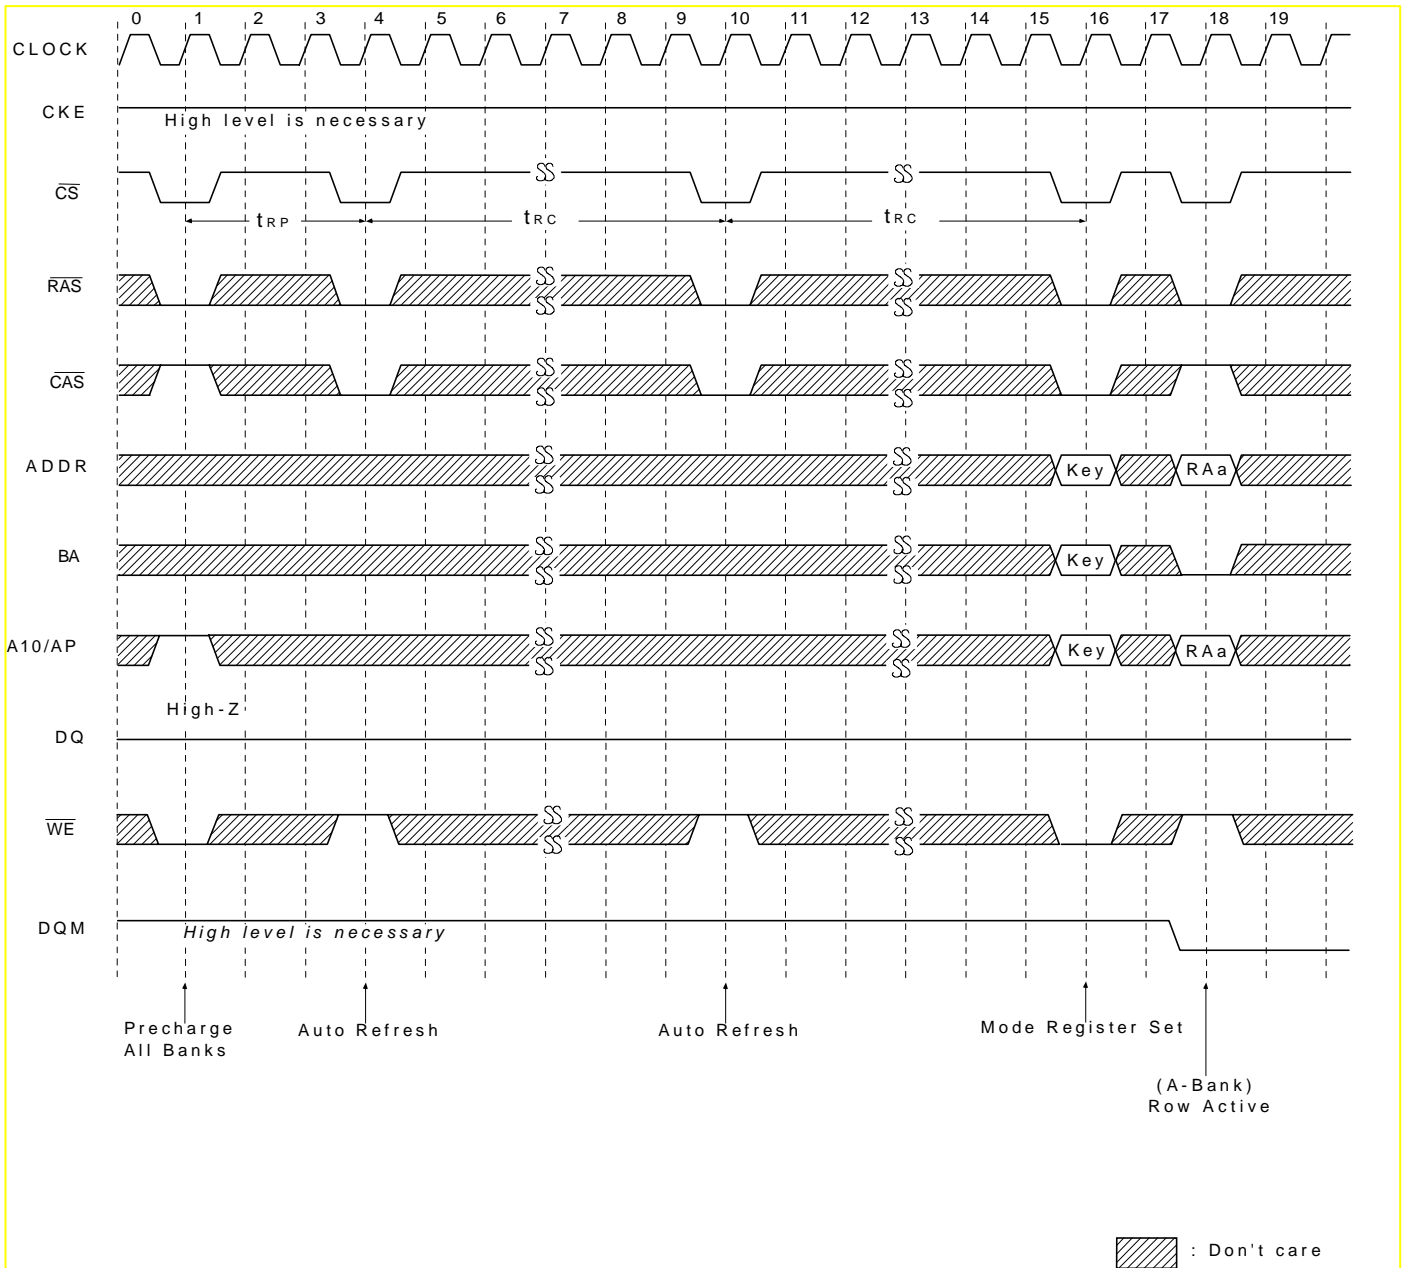 0 1 2 3 4 5 6 7 8 9 10 11 12 13 14 15 16 17 18 19
CLOCK
CKE
High level is necessary
CS
tRP tRC tRC
RAS
CAS
ADDR Key RAa
BA Key
A10/AP Key RAa
High-Z
DQ
WE
DQM
High level is necessary
Precharge
All Banks
Auto Refresh
Auto Refresh
Mode Register Set
(A-Bank)
Row Active
: Don't care